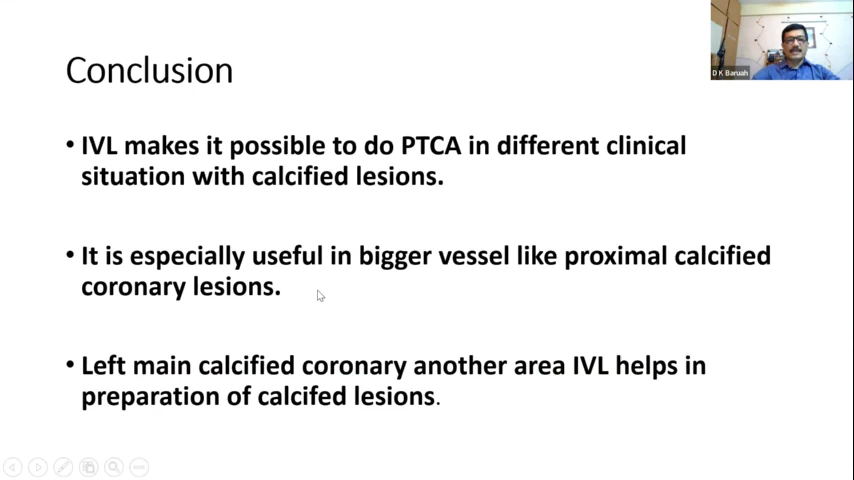 Conclusion
• IVL makes it possible to do PTCA in different clinical
situation with calcified lesions.
• It is especially useful in bigger vessel like proximal calcified
coronary lesions.
• Left main calcified coronary another area IVL helps in
preparation of calcifed lesions.
D K Baruah